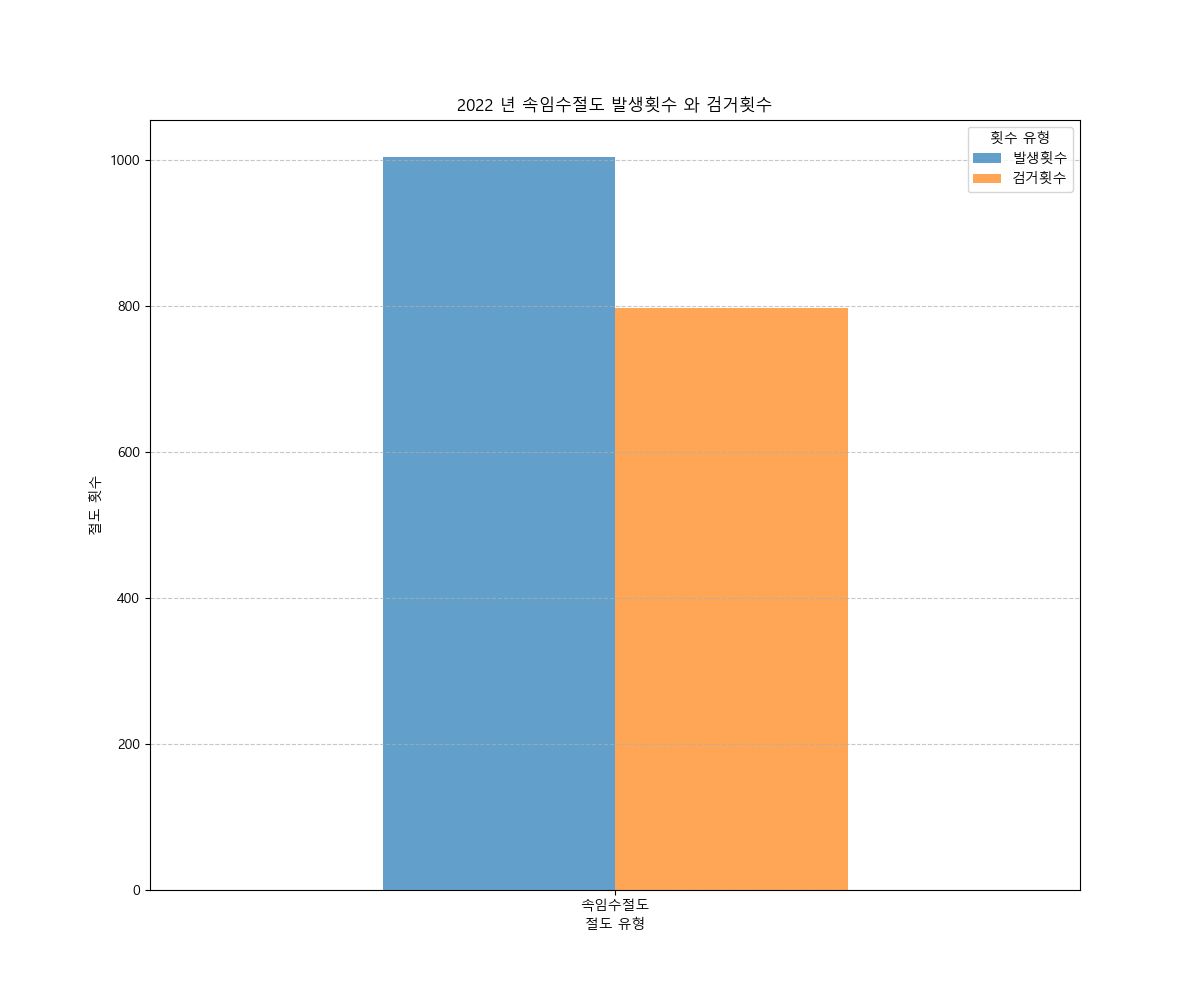 2022 년 속임수절도 발생횟수 와 검거횟수
횟수 유형
발생횟수
검거횟수
1000
800
600
400
200
0
절도 횟수
속임수절도
절도 유형